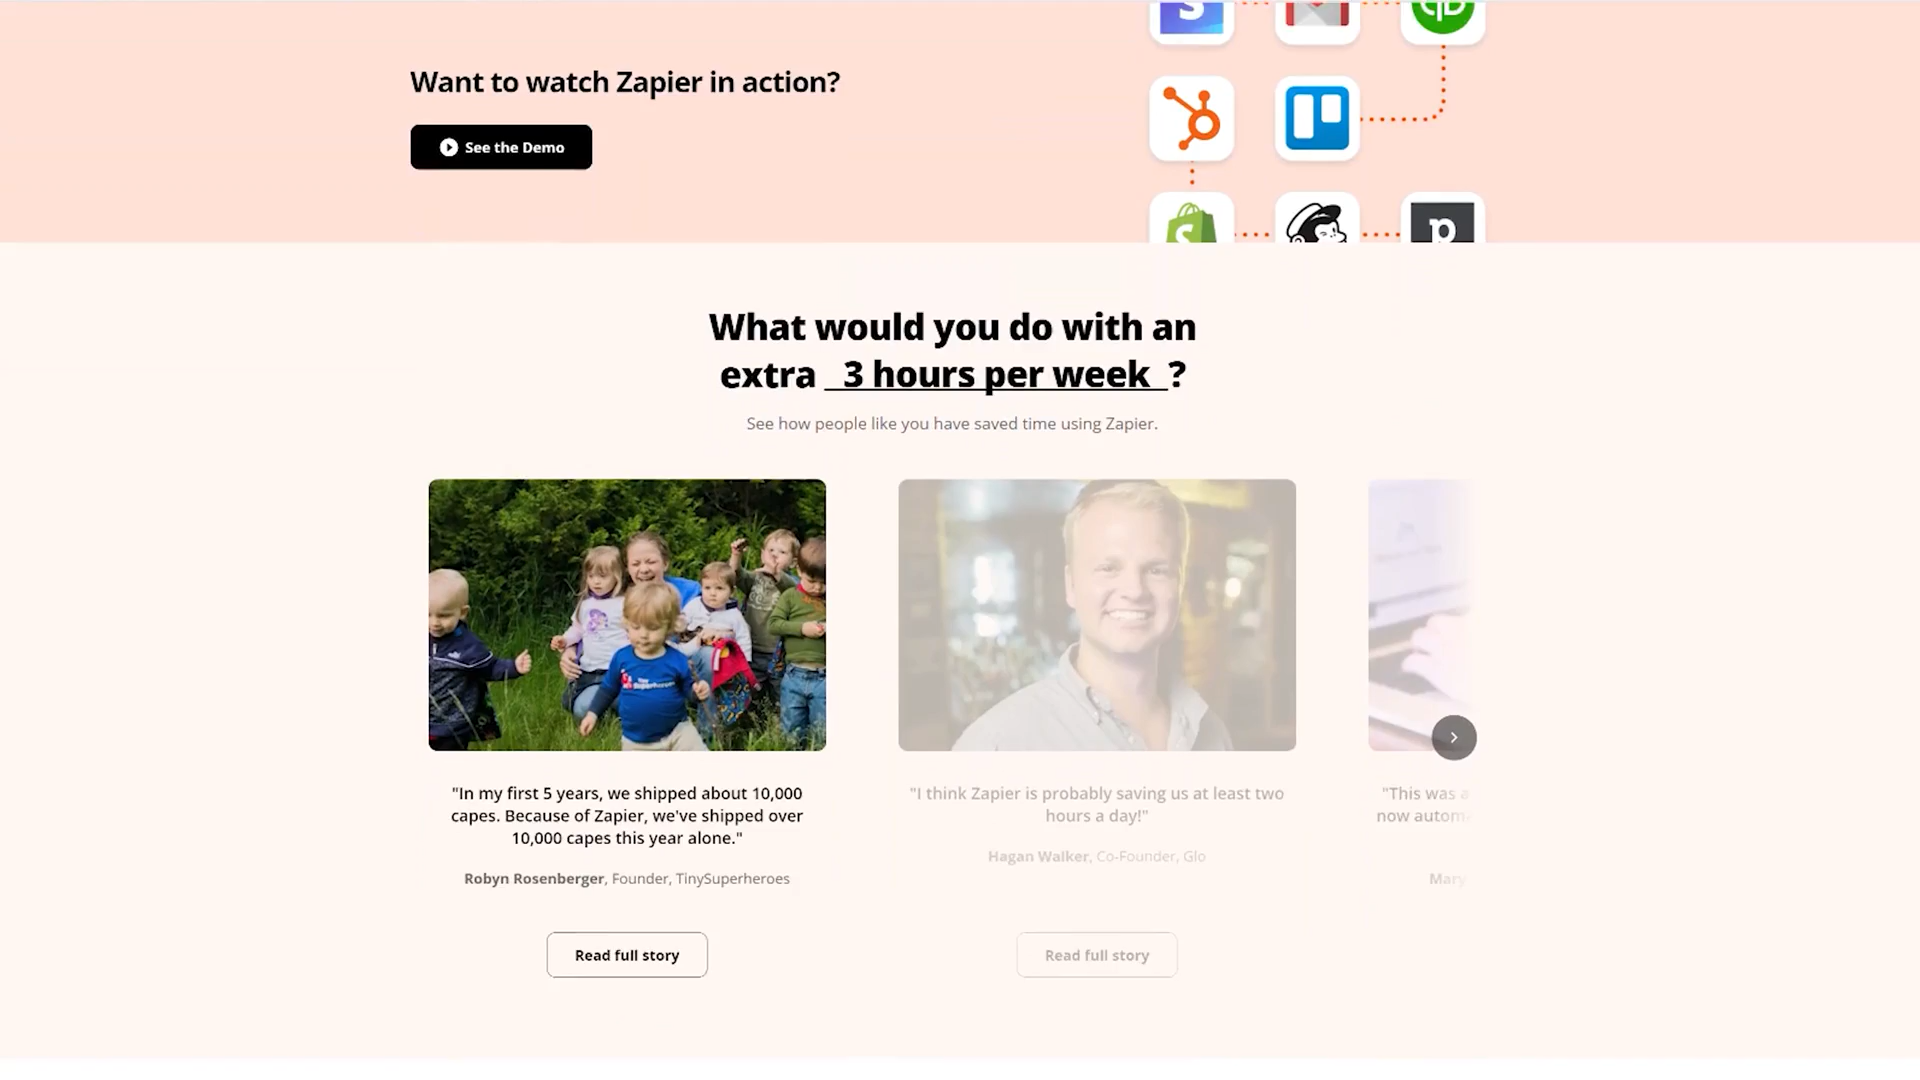 Want to watch Zapier in action?
See the Demo
What would you do with an
extra 3 hours per week ?
See how people like you have saved time using Zapier.
"In my first 5 years, we shipped about 10,000
capes. Because of Zapier, we've shipped over
10,000 capes this year alone."
Robyn Rosenberger, Founder, TinySuperheroes
Read full story
"I think Zapier is probably saving us at least two
hours a day!"
Hagan Walker, Co-Founder, Glo
Read full story
"This was a
now autom
Mary